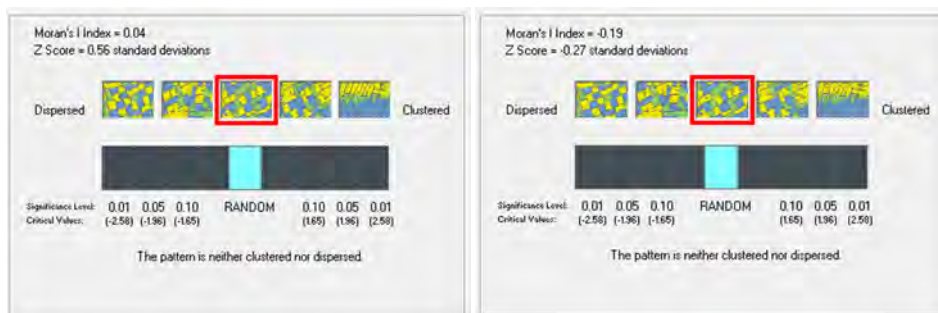 Moran's I Index = 0.04
Z Score = 0.56 standard deviations
Dispersed
Clustered
Significance Level: 0.01 0.05 0.10 RANDOM 0.10 0.05 0.01
Critical Values: (-2.58) (-1.96) (-1.65) (1.65) (1.96) (2.58)
The pattern is neither clustered nor dispersed.
Moran's I Index = -0.19
Z Score = -0.27 standard deviations
Dispersed
Clustered
Significance Level: 0.01 0.05 0.10 RANDOM 0.10 0.05 0.01
Critical Values: (-2.58) (-1.96) (-1.65) (1.65) (1.96) (2.58)
The pattern is neither clustered nor dispersed.